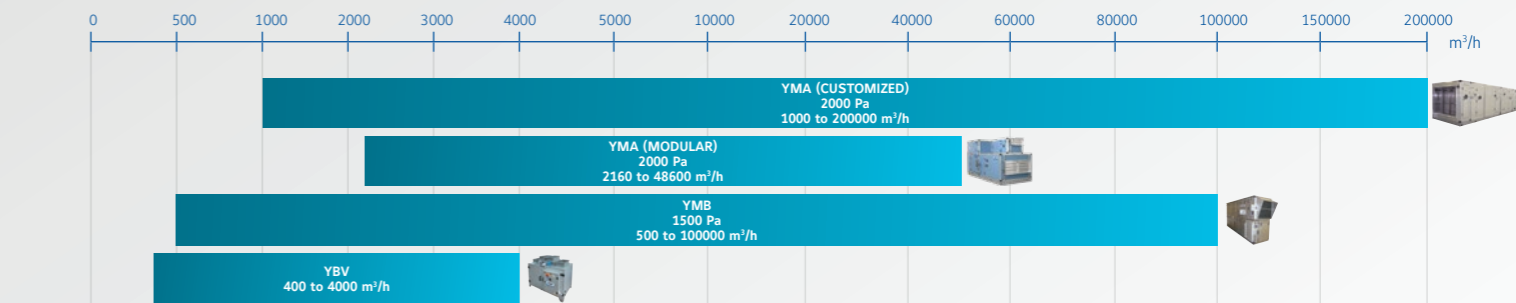 0 500 1000 2000 3000 4000 5000 10000 20000 40000 60000 80000 100000 150000 200000
m³/h
YMA (CUSTOMIZED)
2000 Pa
1000 to 200000 m³/h
YMA (MODULAR)
2000 Pa
2160 to 48600 m³/h
YMB
1500 Pa
500 to 100000 m³/h
YBV
400 to 4000 m³/h